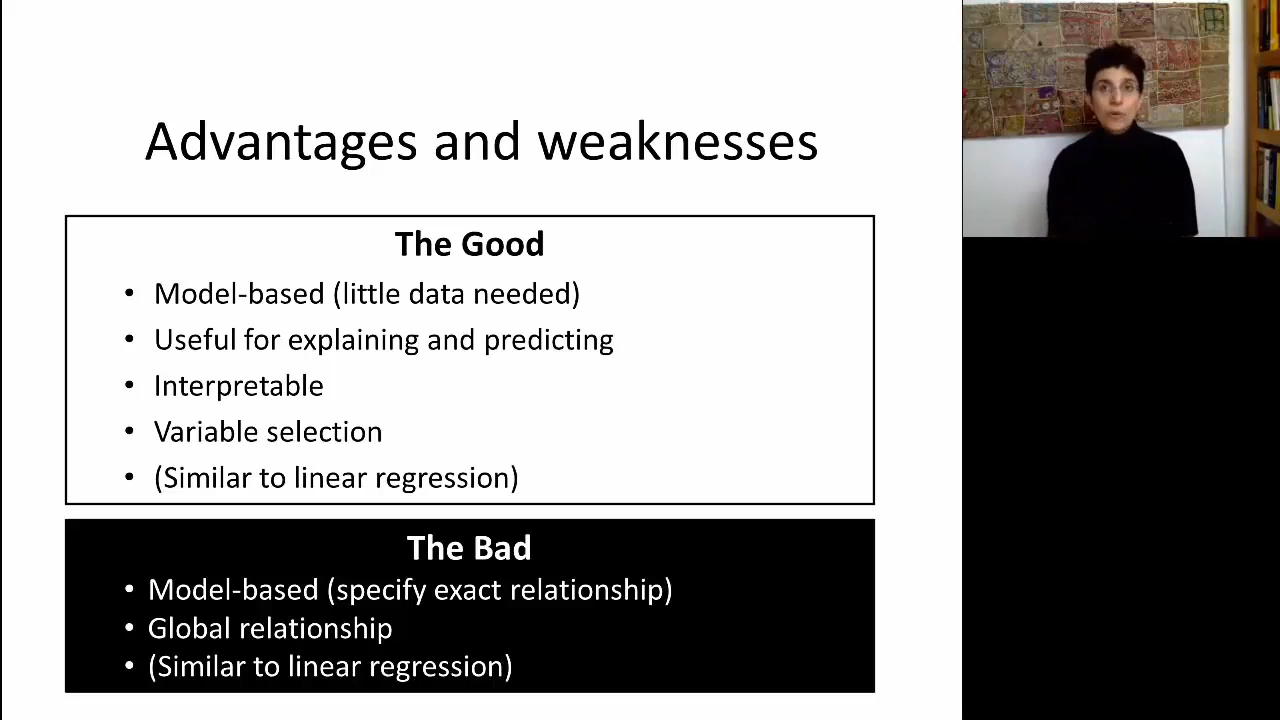 Advantages and weaknesses
The Good
• Model-based (little data needed)
• Useful for explaining and predicting
• Interpretable
• Variable selection
• (Similar to linear regression)
The Bad
• Model-based (specify exact relationship)
• Global relationship
• (Similar to linear regression)